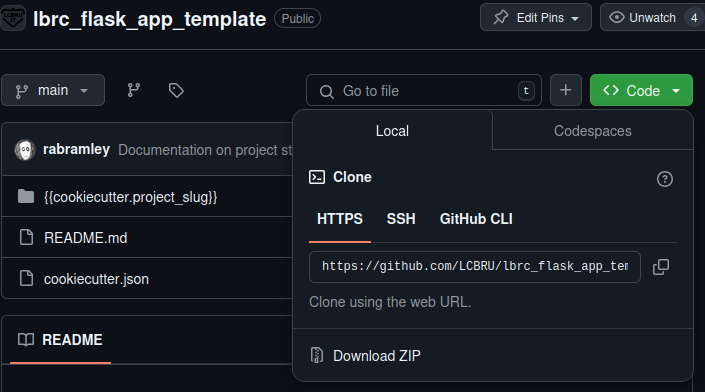 LCBRU
lbrc_flask_app_template Public Edit Pins Unwatch 4
main Go to file t Code
Local Codespaces
rabramley Documentation on project st
Clone
{{cookiecutter.project_slug}}
HTTPS SSH GitHub CLI
README.md
https://github.com/LCBRU/lbrc_flask_app_tem
cookiecutter.json
Clone using the web URL.
README
Download ZIP